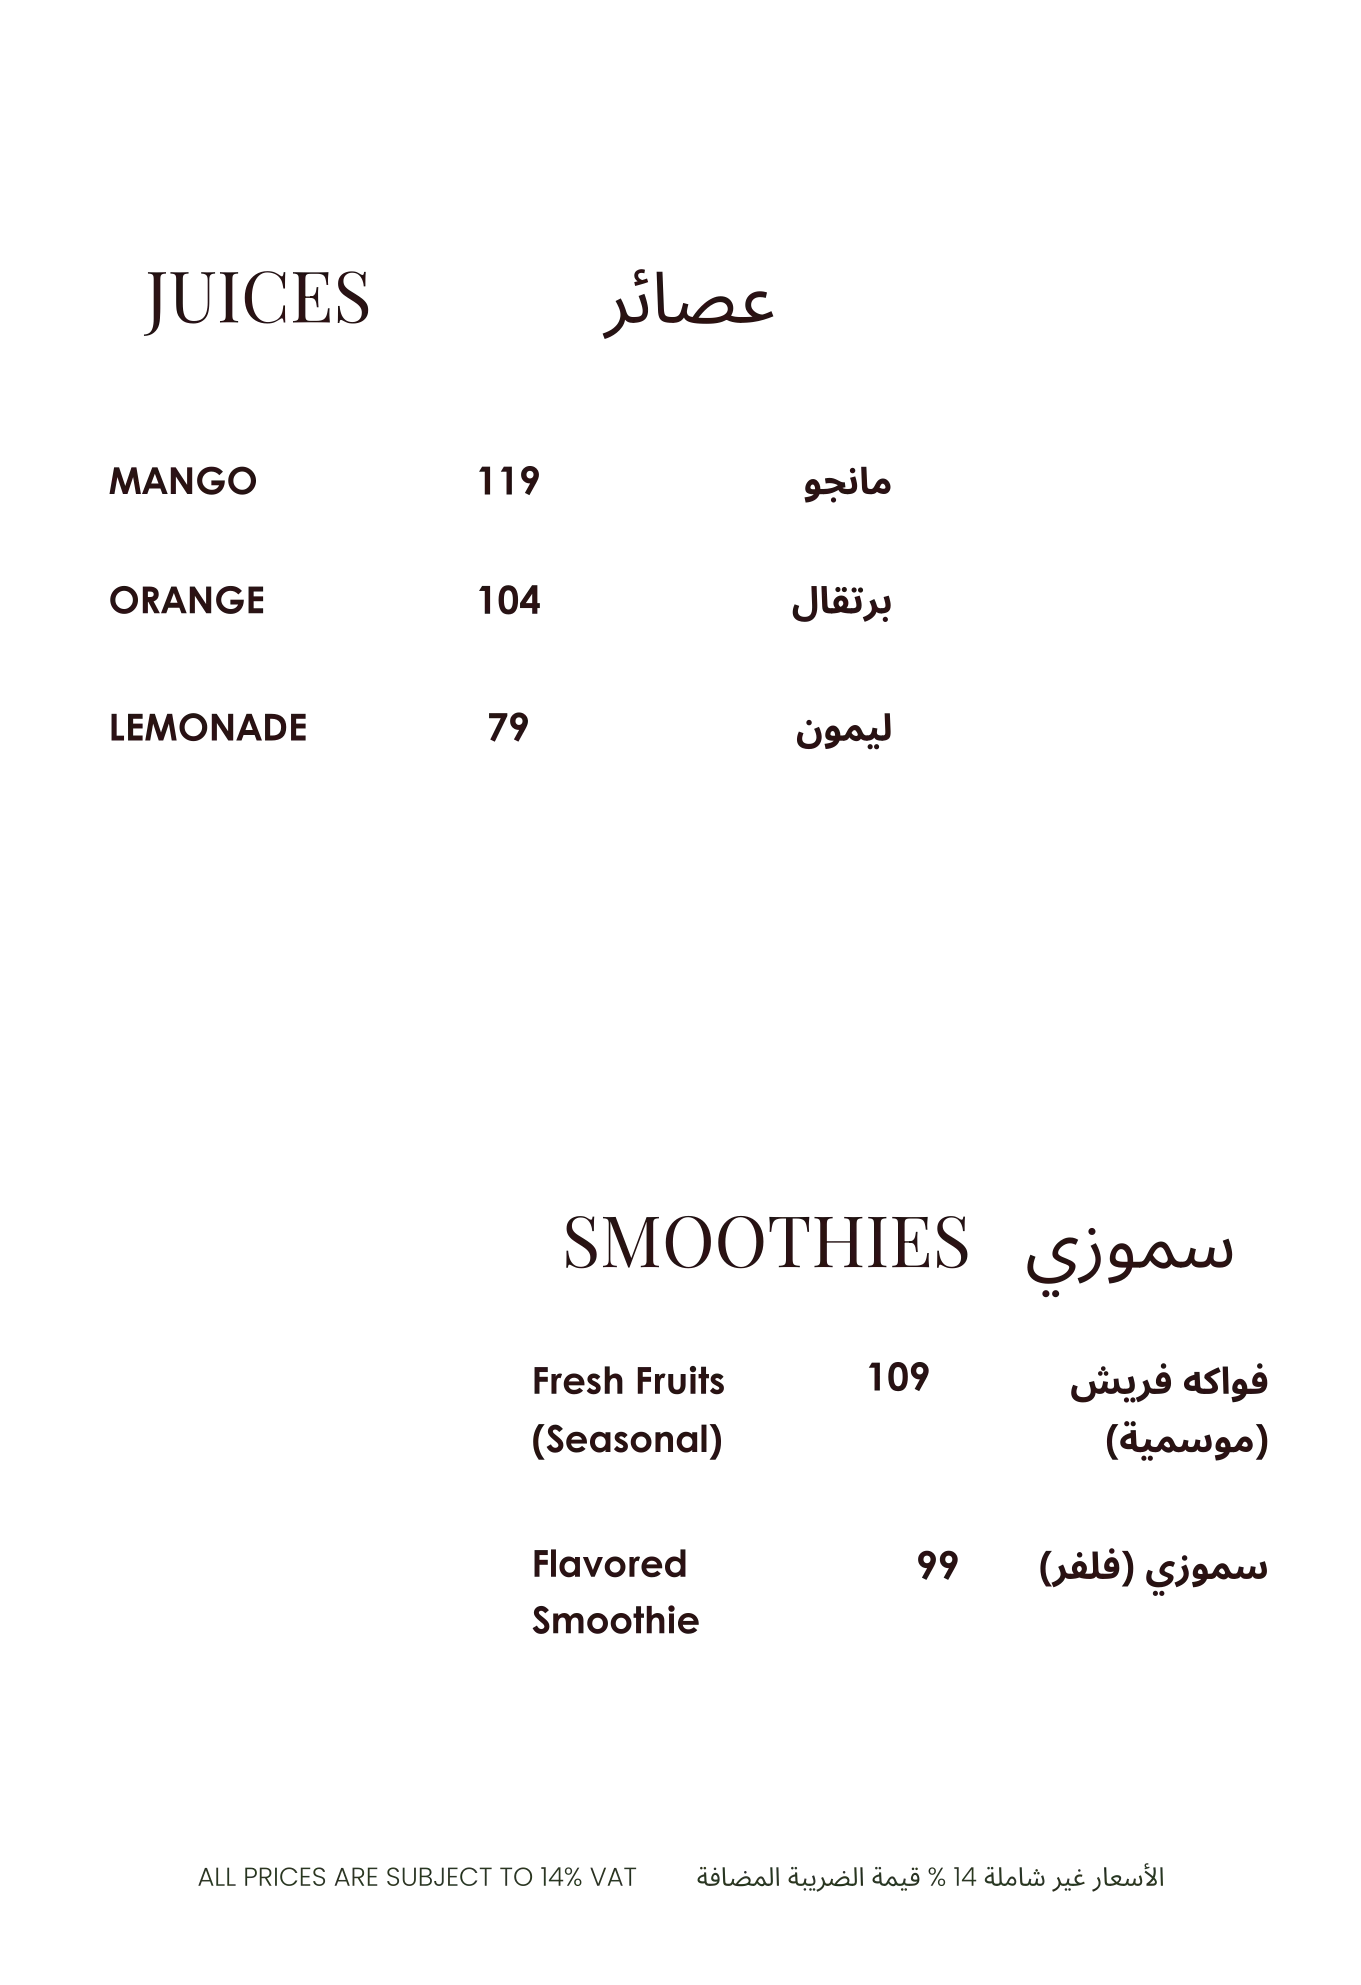 JUICES عصائر
MANGO 119 مانجو
ORANGE 104 برتقال
LEMONADE 79 ليمون
SMOOTHIES سموزي
Fresh Fruits 109 فواكه فريش
(Seasonal) (موسمية)
Flavored 99 سموزي (فلفر)
Smoothie
ALL PRICES ARE SUBJECT TO 14% VAT الأسعار غير شاملة 14 % قيمة الضريبة المضافة